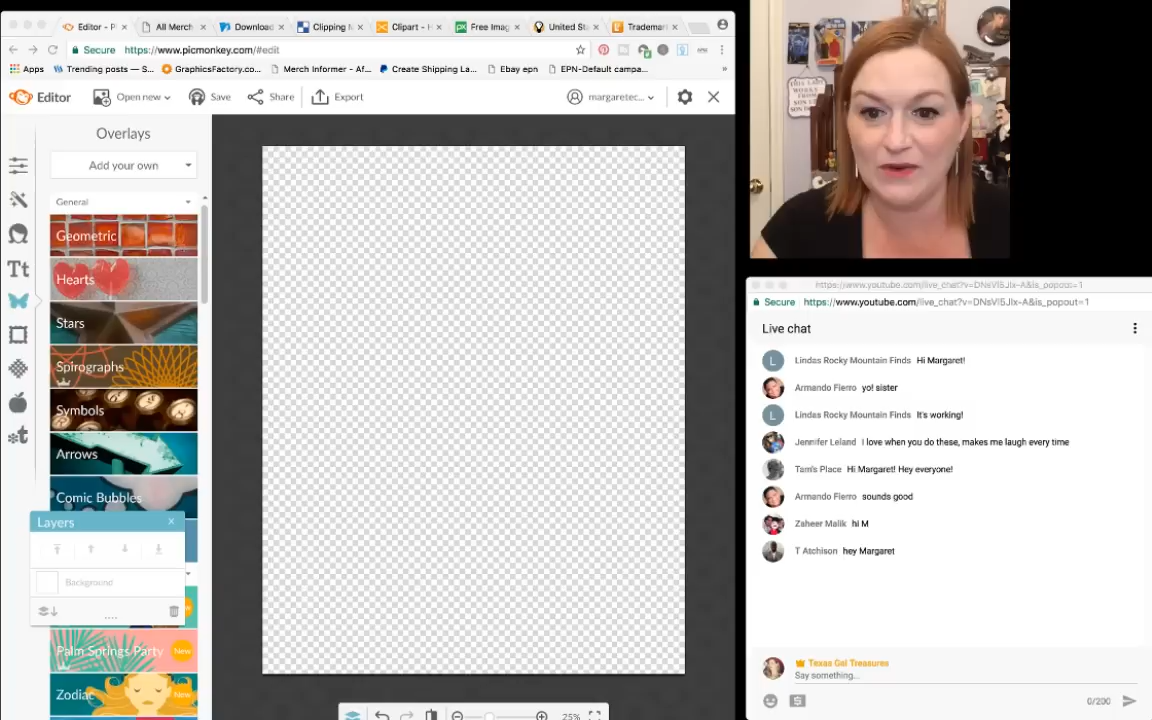 Editor - P
All Merch
Download
Clipping M
Clipart - H
Free Imag
United St
Trademar
Secure https://www.picmonkey.com/#edit
Apps Trending posts — S... GraphicsFactory.co... Merch Informer - Af... Create Shipping La... Ebay epn EPN-Default campa...
Editor Open new Save Share Export margaretec...
Overlays
Add your own
General
Geometric
Hearts
Stars
Spirographs
Symbols
Arrows
Comic Bubbles
Layers
Background
New
Palm Springs Party New
Zodiac New
Tt
25%
https://www.youtube.com/live_chat?v=DNsVl5JIx-A&is_popout=1
Secure https://www.youtube.com/live_chat?v=DNsVl5JIx-A&is_popout=1
Live chat
L Lindas Rocky Mountain Finds Hi Margaret!
Armando Fierro yo! sister
L Lindas Rocky Mountain Finds It's working!
Jennifer Leland I love when you do these, makes me laugh every time
Tam's Place Hi Margaret! Hey everyone!
Armando Fierro sounds good
Zaheer Malik hi M
T Atchison hey Margaret
Texas Gal Treasures
Say something...
0/200